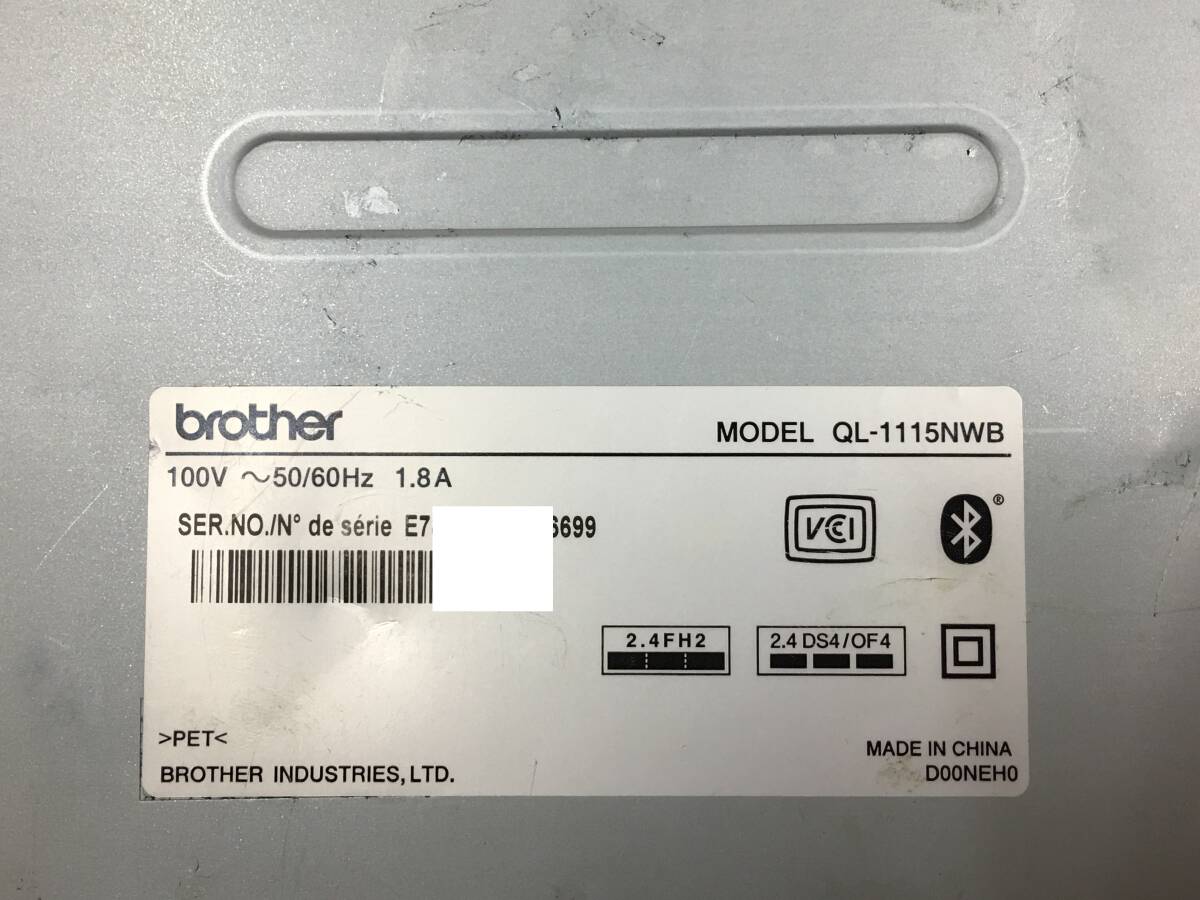 brother
MODEL QL-1115NWB
100V ～50/60Hz 1.8A
SER.NO./N° de série E7 6699
VCCI
®
2.4FH2
2.4 DS4/OF4
>PET<
MADE IN CHINA
BROTHER INDUSTRIES,LTD.
D00NEH0